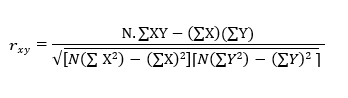 r_xy = N.∑XY − (∑X)(∑Y)
√[N(∑ X²) − (∑X)²][N(∑Y²) − (∑Y)² ]